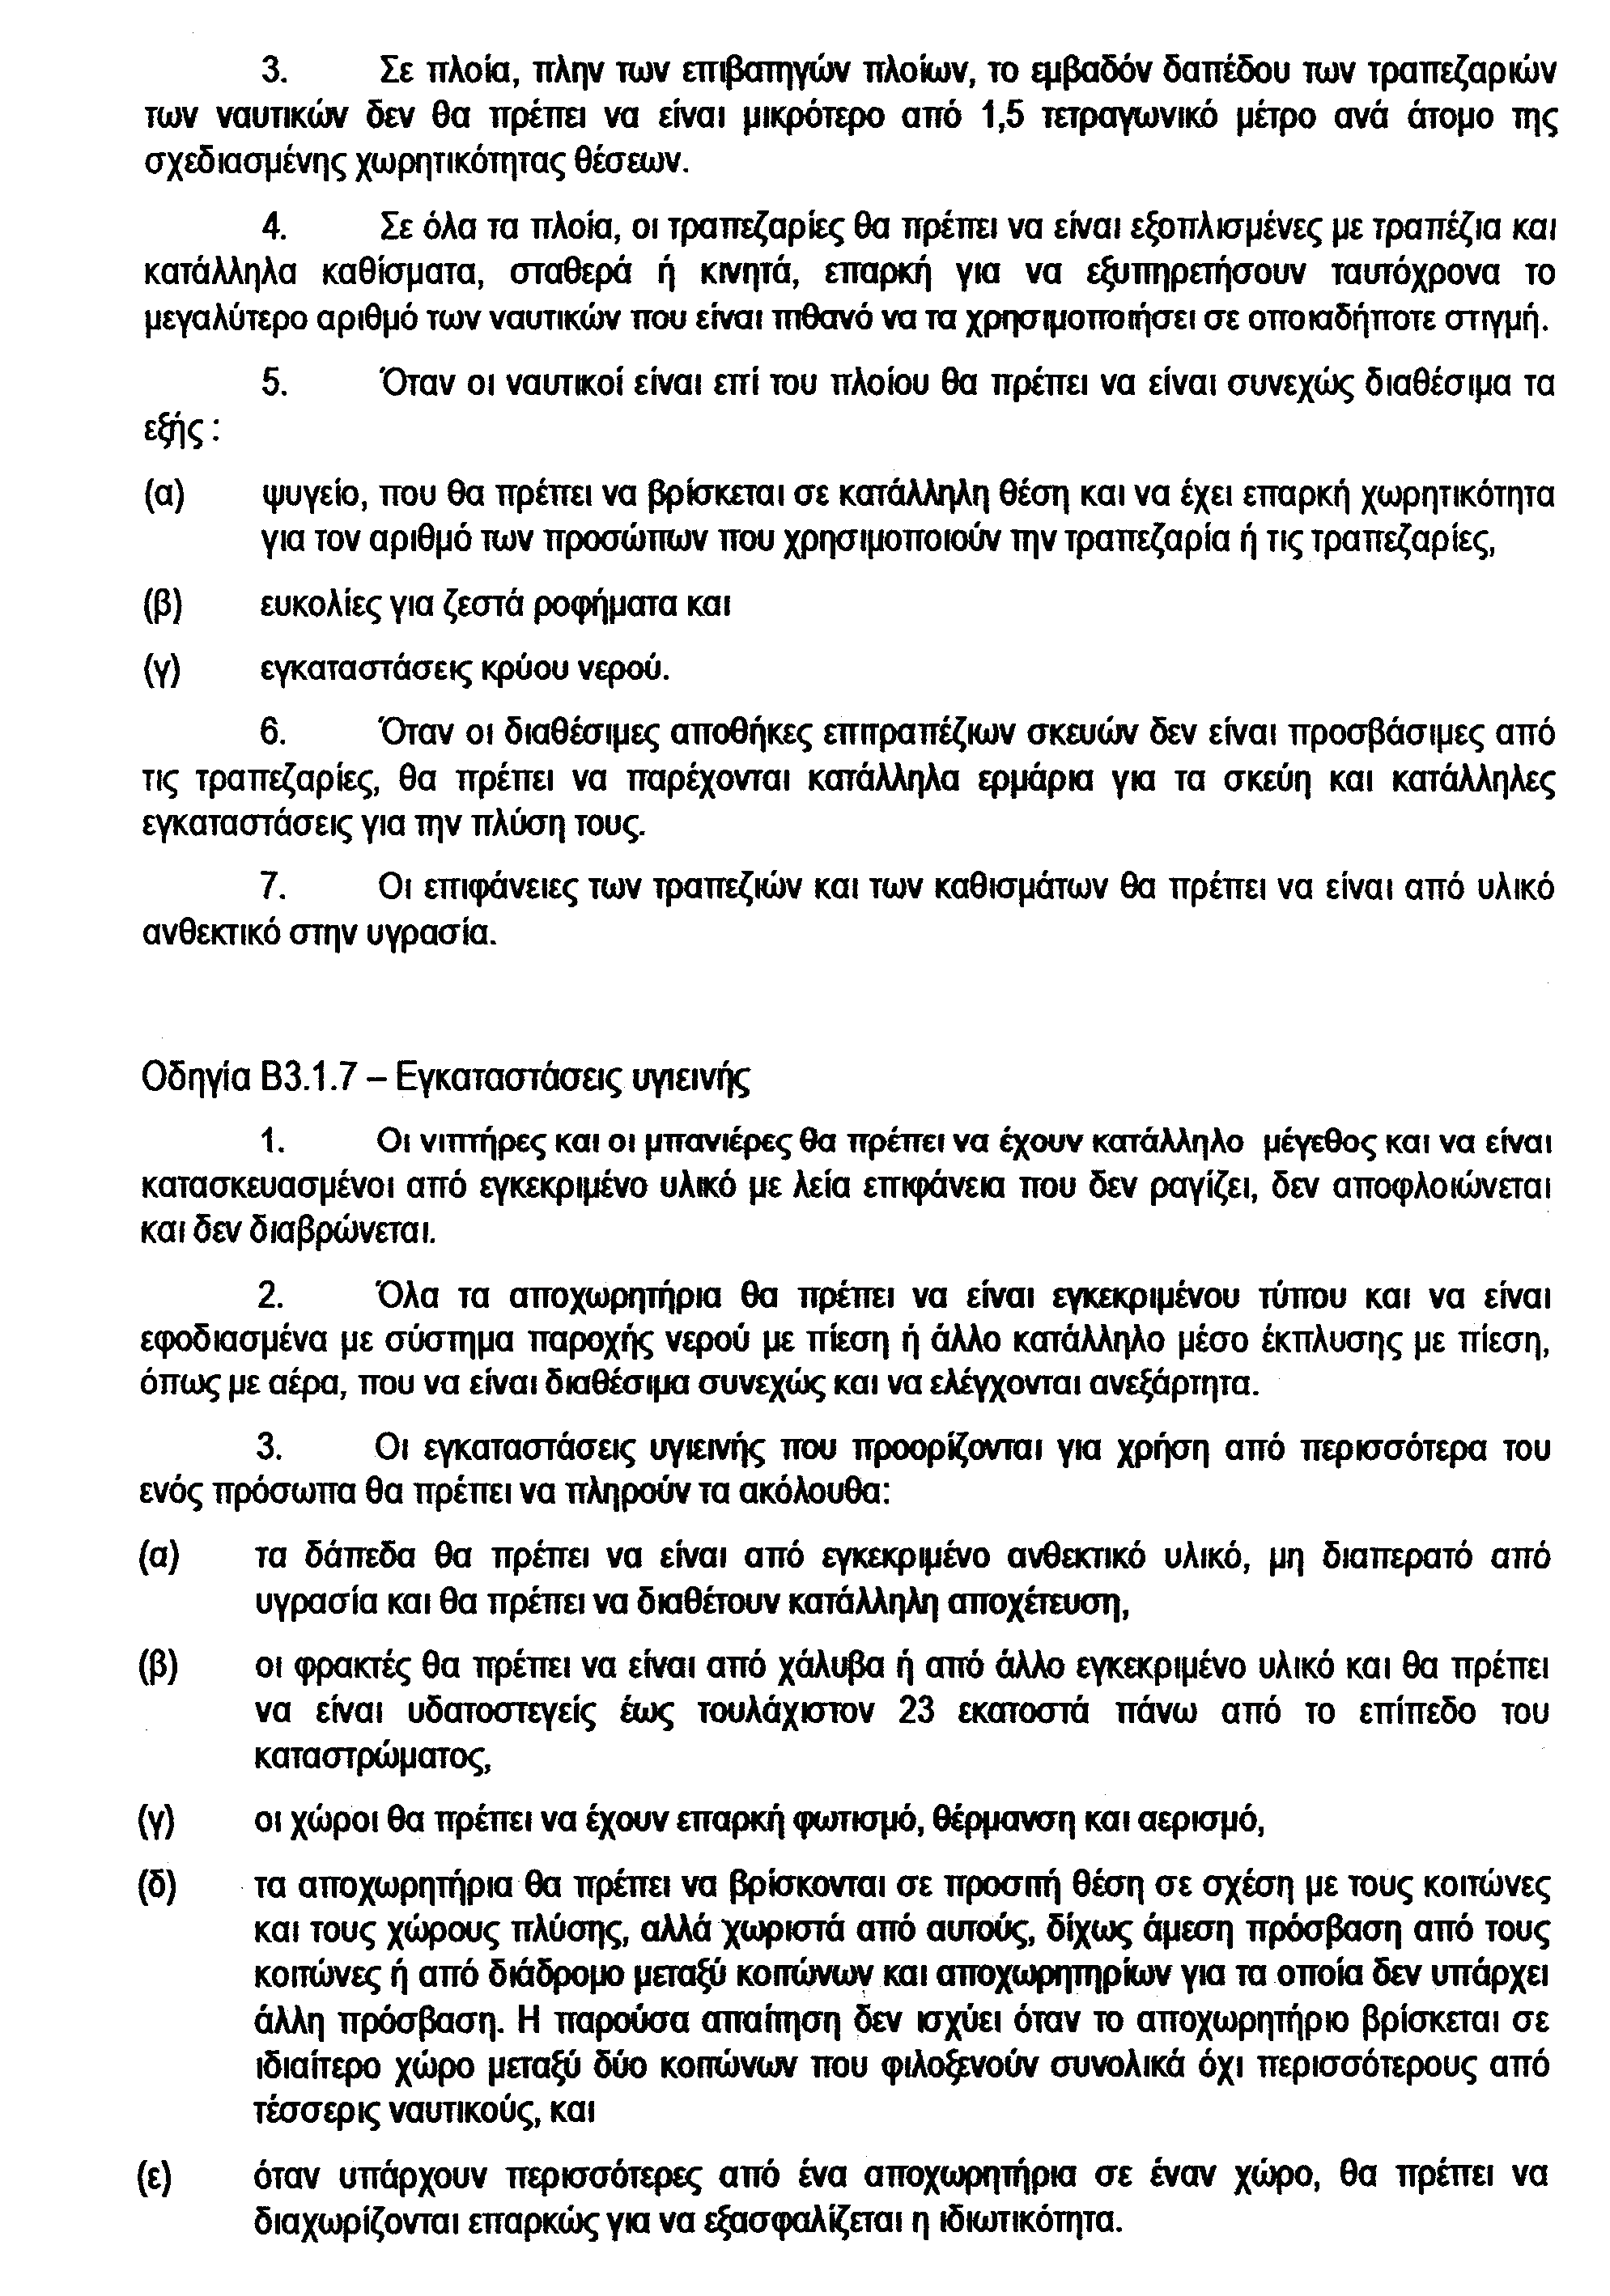 3. Σε πλοία, πλην των επιβατηγών πλοίων, το εμβαδόν δαπέδου των τραπεζαριών
των ναυτικών δεν θα πρέπει να είναι μικρότερο από 1,5 τετραγωνικό μέτρο ανά άτομο της
σχεδιασμένης χωρητικότητας θέσεων.
4. Σε όλα τα πλοία, οι τραπεζαρίες θα πρέπει να είναι εξοπλισμένες με τραπέζια και
κατάλληλα καθίσματα, σταθερά ή κινητά, επαρκή για να εξυπηρετήσουν ταυτόχρονα το
μεγαλύτερο αριθμό των ναυτικών που είναι πιθανό να τα χρησιμοποιήσει σε οποιαδήποτε στιγμή.
5. Όταν οι ναυτικοί είναι επί του πλοίου θα πρέπει να είναι συνεχώς διαθέσιμα τα
εξής :
(α) ψυγείο, που θα πρέπει να βρίσκεται σε κατάλληλη θέση και να έχει επαρκή χωρητικότητα
για τον αριθμό των προσώπων που χρησιμοποιούν την τραπεζαρία ή τις τραπεζαρίες,
(β) ευκολίες για ζεστά ροφήματα και
(γ) εγκαταστάσεις κρύου νερού.
6. Όταν οι διαθέσιμες αποθήκες επιτραπέζιων σκευών δεν είναι προσβάσιμες από
τις τραπεζαρίες, θα πρέπει να παρέχονται κατάλληλα ερμάρια για τα σκεύη και κατάλληλες
εγκαταστάσεις για την πλύση τους.
7. Οι επιφάνειες των τραπεζιών και των καθισμάτων θα πρέπει να είναι από υλικό
ανθεκτικό στην υγρασία.
Οδηγία Β3.1.7 – Εγκαταστάσεις υγιεινής
1. Οι νιπτήρες και οι μπανιέρες θα πρέπει να έχουν κατάλληλο μέγεθος και να είναι
κατασκευασμένοι από εγκεκριμένο υλικό με λεία επιφάνεια που δεν ραγίζει, δεν αποφλοιώνεται
και δεν διαβρώνεται.
2. Όλα τα αποχωρητήρια θα πρέπει να είναι εγκεκριμένου τύπου και να είναι
εφοδιασμένα με σύστημα παροχής νερού με πίεση ή άλλο κατάλληλο μέσο έκπλυσης με πίεση,
όπως με αέρα, που να είναι διαθέσιμα συνεχώς και να ελέγχονται ανεξάρτητα.
3. Οι εγκαταστάσεις υγιεινής που προορίζονται για χρήση από περισσότερα του
ενός πρόσωπα θα πρέπει να πληρούν τα ακόλουθα:
(α) τα δάπεδα θα πρέπει να είναι από εγκεκριμένο ανθεκτικό υλικό, μη διαπερατό από
υγρασία και θα πρέπει να διαθέτουν κατάλληλη αποχέτευση,
(β) οι φρακτές θα πρέπει να είναι από χάλυβα ή από άλλο εγκεκριμένο υλικό και θα πρέπει
να είναι υδατοστεγείς έως τουλάχιστον 23 εκατοστά πάνω από το επίπεδο του
καταστρώματος,
(γ) οι χώροι θα πρέπει να έχουν επαρκή φωτισμό, θέρμανση και αερισμό,
(δ) τα αποχωρητήρια θα πρέπει να βρίσκονται σε προσιτή θέση σε σχέση με τους κοιτώνες
και τους χώρους πλύσης, αλλά χωριστά από αυτούς, δίχως άμεση πρόσβαση από τους
κοιτώνες ή από διάδρομο μεταξύ κοιτώνων και αποχωρητηρίων για τα οποία δεν υπάρχει
άλλη πρόσβαση. Η παρούσα απαίτηση δεν ισχύει όταν το αποχωρητήριο βρίσκεται σε
ιδιαίτερο χώρο μεταξύ δύο κοιτώνων που φιλοξενούν συνολικά όχι περισσότερους από
τέσσερις ναυτικούς, και
(ε) όταν υπάρχουν περισσότερες από ένα αποχωρητήρια σε έναν χώρο, θα πρέπει να
διαχωρίζονται επαρκώς για να εξασφαλίζεται η ιδιωτικότητα.